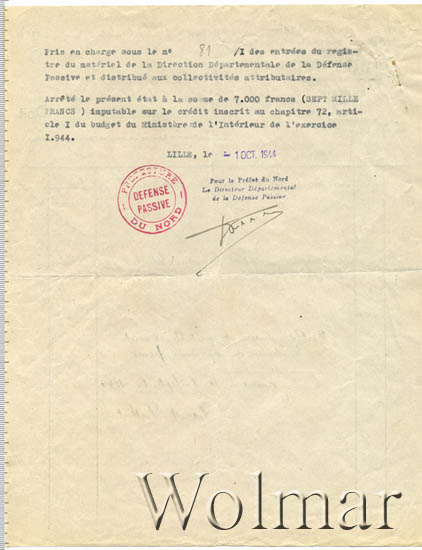 Pris en charge sous le n° 81 /I des entrées du regis-
tre du matériel de la Direction Départementale de la Défense
Passive et distribué aux collectivités attributaires.
Arrêté le présent état à la somme de 7.000 francs (SEPT MILLE
FRANCS ) imputable sur le crédit inscrit au chapitre 72, arti-
cle I du budget du Ministère de l'Intérieur de l'exercice
I.944.
LILLE, le - 1 OCT. 1944
Pour le Préfet du Nord
Le Directeur Départemental
de la Défense Passive
PREFECTURE
DEFENSE
PASSIVE
DU NORD
Wolmar